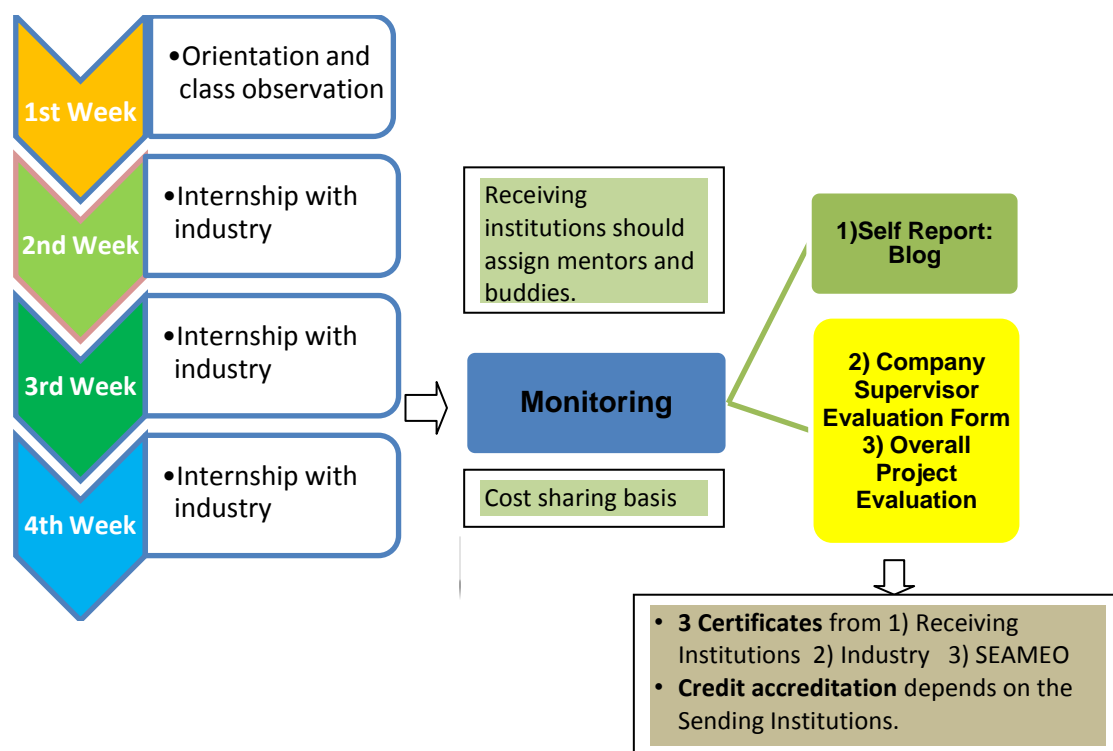 1st Week
•Orientation and
class observation
2nd Week
•Internship with
industry
3rd Week
•Internship with
industry
4th Week
•Internship with
industry
Receiving
institutions should
assign mentors and
buddies.
Monitoring
Cost sharing basis
1)Self Report:
Blog
2) Company
Supervisor
Evaluation Form
3) Overall
Project
Evaluation
• 3 Certificates from 1) Receiving
Institutions 2) Industry 3) SEAMEO
• Credit accreditation depends on the
Sending Institutions.